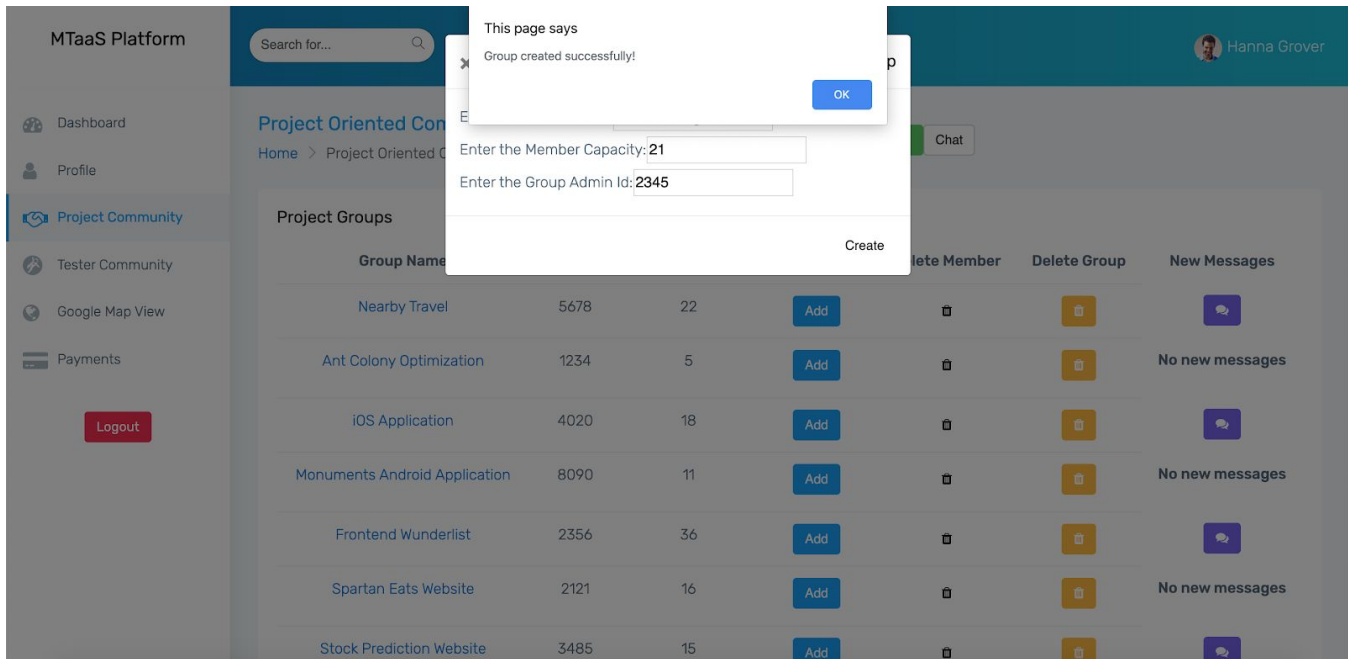 MTaaS Platform
Search for...
This page says
Group created successfully!
OK
Hanna Grover
Dashboard
Profile
Project Community
Tester Community
Google Map View
Payments
Logout
Project Oriented
Home > Project Oriented
Chat
Enter the Member Capacity: 21
Enter the Group Admin Id: 2345
Create
Project Groups
Group Name Member Delete Group New Messages
Nearby Travel 5678 22 Add
Ant Colony Optimization 1234 5 Add No new messages
iOS Application 4020 18 Add
Monuments Android Application 8090 11 Add No new messages
Frontend Wunderlist 2356 36 Add
Spartan Eats Website 2121 16 Add No new messages
Stock Prediction Website 3485 15 Add